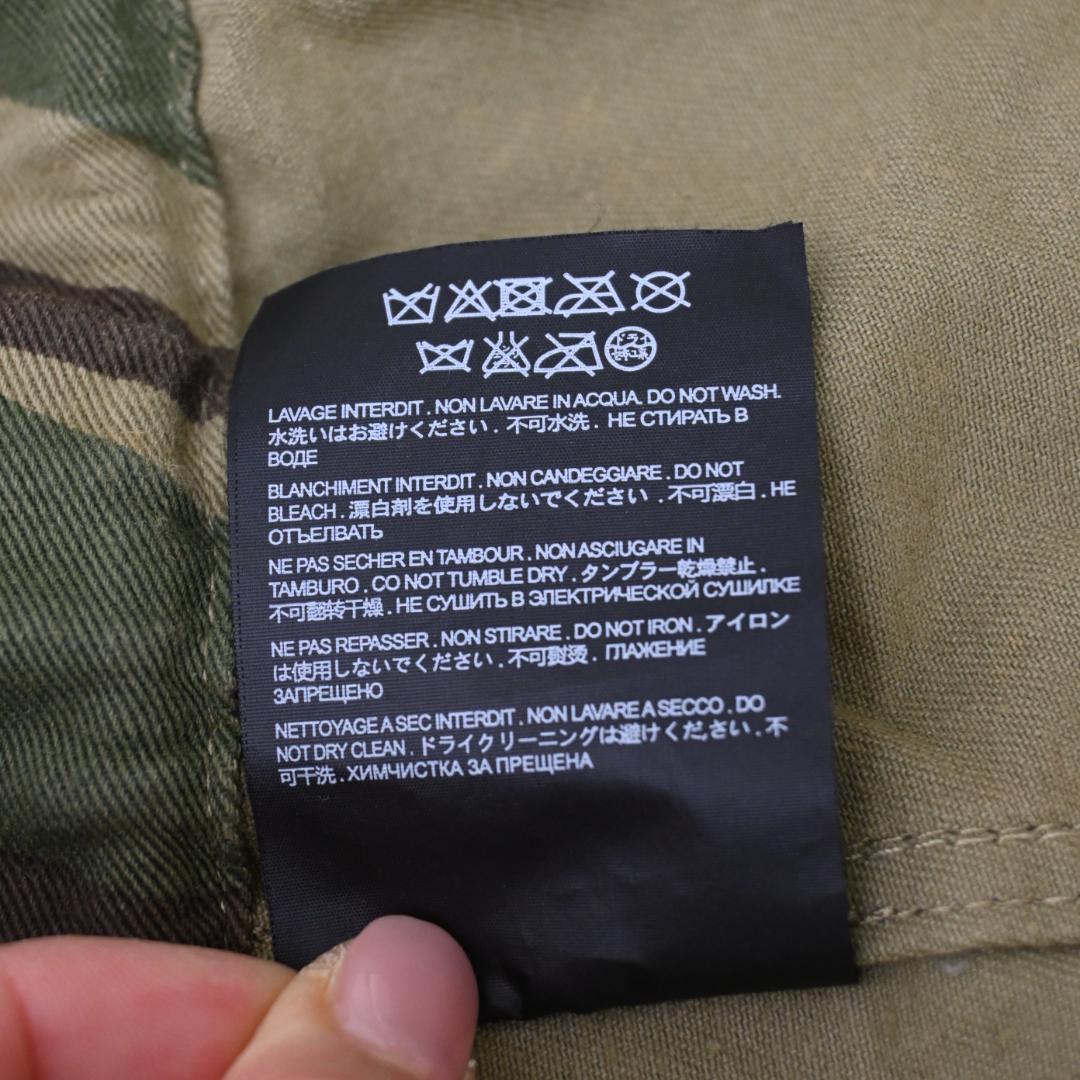 LAVAGE INTERDIT . NON LAVARE IN ACQUA. DO NOT WASH.
水洗いはお避けください . 不可水洗 . НЕ СТИРАТЬ В
ВОДЕ
BLANCHIMENT INTERDIT . NON CANDEGGIARE . DO NOT
BLEACH . 漂白剤を使用しないでください . 不可漂白 . НЕ
ОТЪЕЛВАТЬ
NE PAS SECHER EN TAMBOUR . NON ASCIUGARE IN
TAMBURO . CO NOT TUMBLE DRY . タンブラー乾燥禁止 .
不可翻转干燥 . НЕ СУШИТЬ В ЭЛЕКТРИЧЕСКОЙ СУШИЛКЕ
NE PAS REPASSER . NON STIRARE . DO NOT IRON . アイロン
は使用しないでください . 不可熨烫 . ГЛАЖЕНИЕ
ЗАПРЕЩЕНО
NETTOYAGE A SEC INTERDIT . NON LAVARE A SECCO . DO
NOT DRY CLEAN . ドライクリーニングは避けください . 不
可干洗 . ХИМЧИСТКА ЗА ПРЕЩЕНА